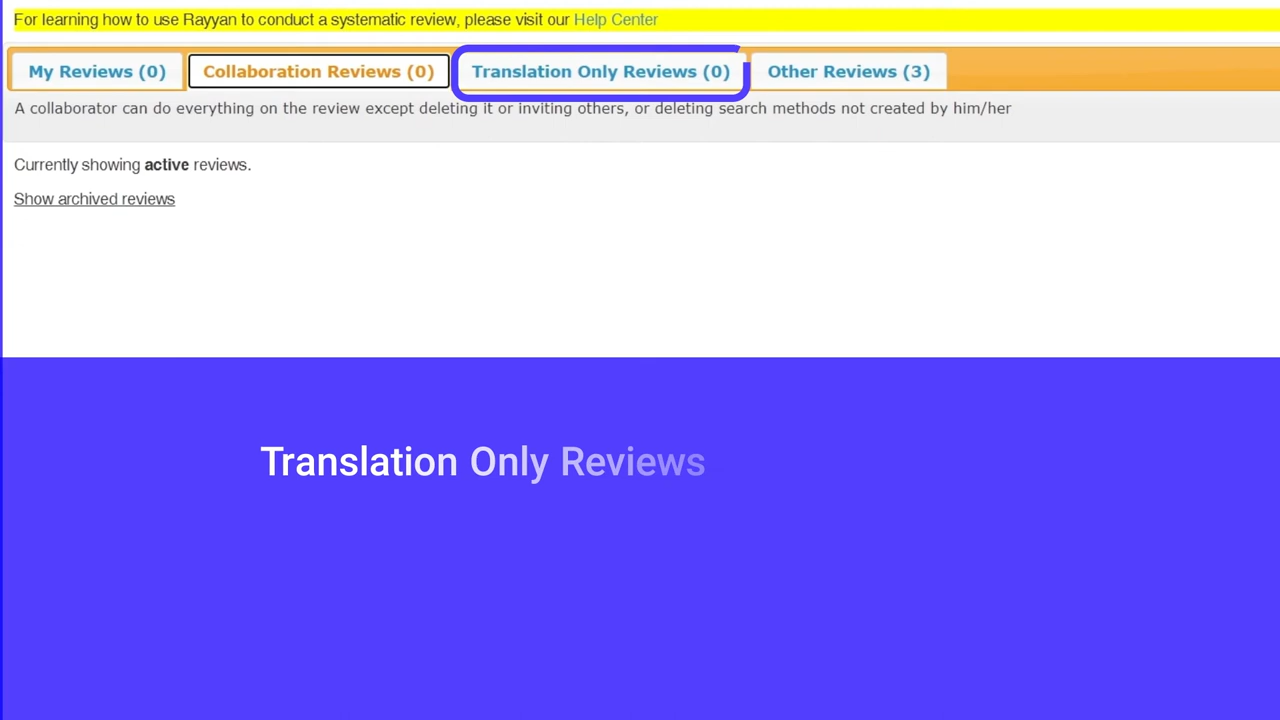 For learning how to use Rayyan to conduct a systematic review, please visit our Help Center
My Reviews (0) Collaboration Reviews (0) Translation Only Reviews (0) Other Reviews (3)
A collaborator can do everything on the review except deleting it or inviting others, or deleting search methods not created by him/her
Currently showing active reviews.
Show archived reviews
Translation Only Reviews